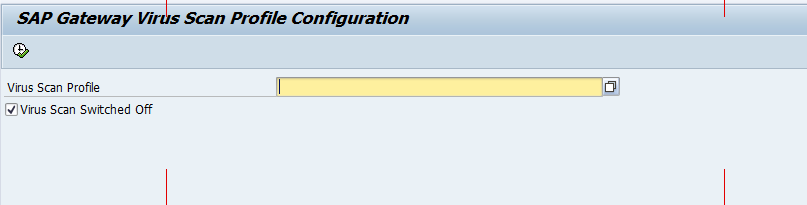 SAP Gateway Virus Scan Profile Configuration
Virus Scan Profile
Virus Scan Switched Off